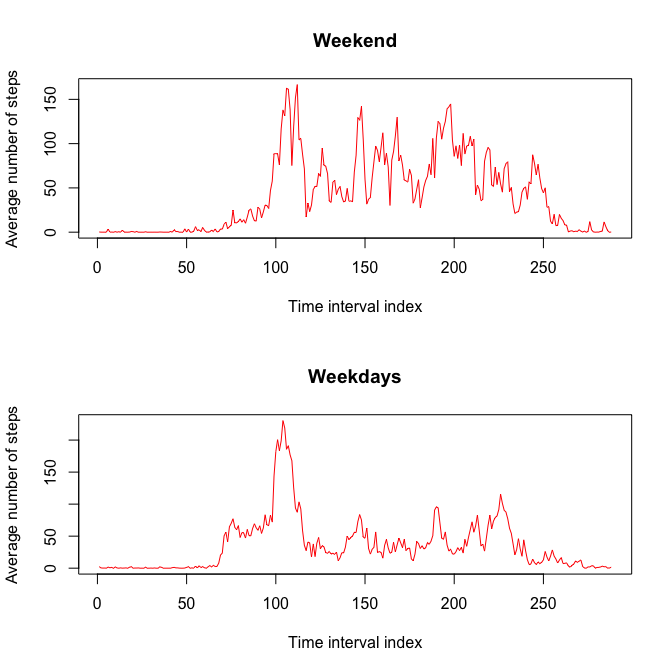 Weekend
Average number of steps
150
100
50
0
0 50 100 150 200 250
Time interval index
Weekdays
Average number of steps
150
50
0
0 50 100 150 200 250
Time interval index